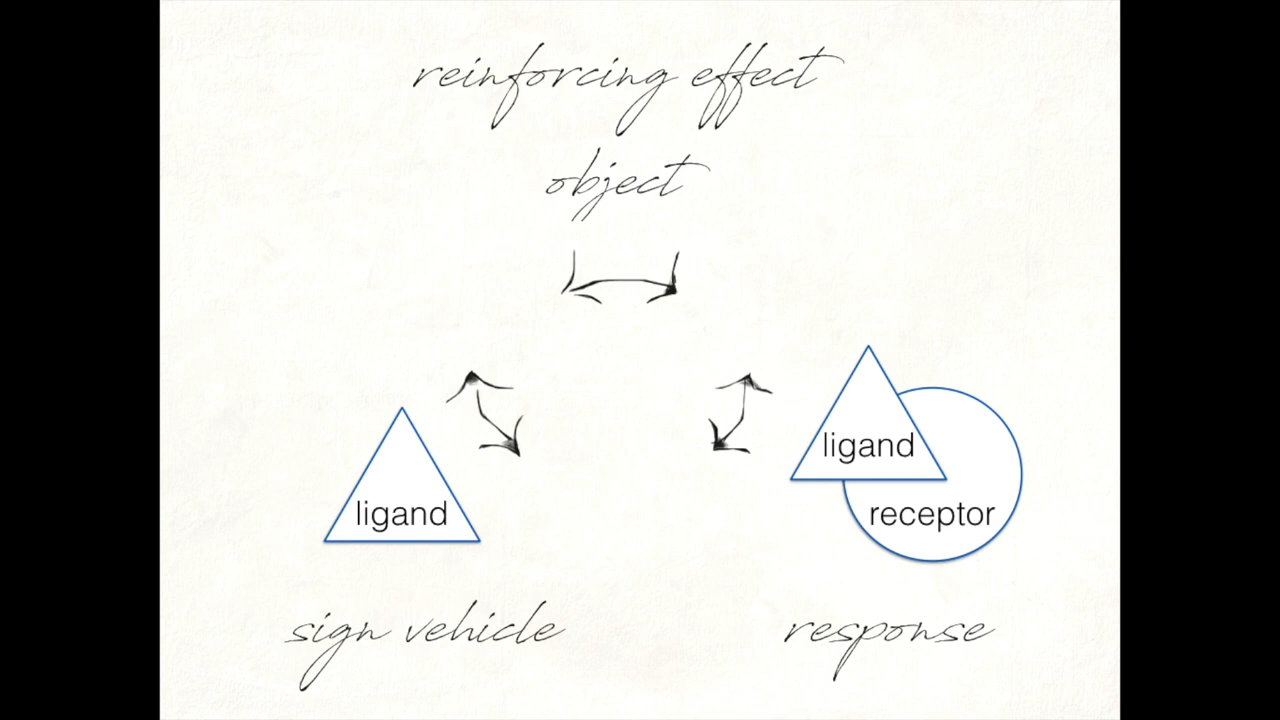 reinforcing effect
object
ligand
ligand
receptor
sign vehicle
response